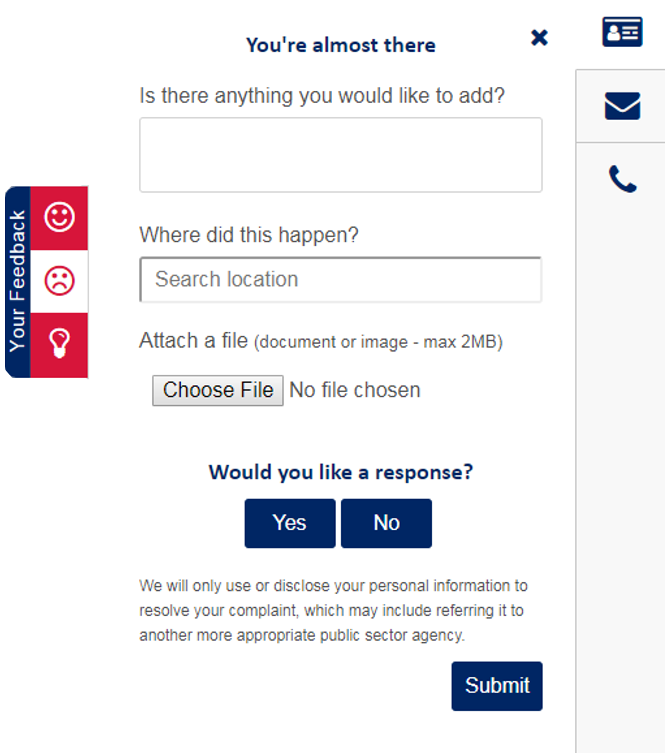 You're almost there
Is there anything you would like to add?
Your Feedback
Where did this happen?
Search location
Attach a file (document or image - max 2MB)
Choose File No file chosen
Would you like a response?
Yes No
We will only use or disclose your personal information to
resolve your complaint, which may include referring it to
another more appropriate public sector agency.
Submit